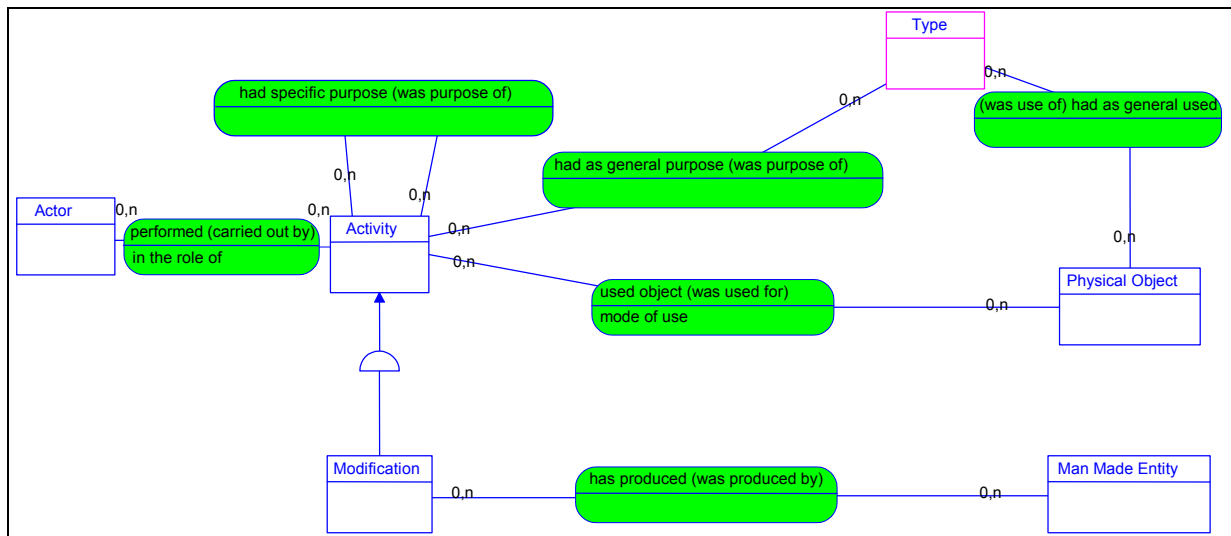 Type
0,n
0,n
had specific purpose (was purpose of)
(was use of) had as general used
0,n
0,n
had as general purpose (was purpose of)
Actor
0,n
0,n
Activity
0,n
0,n
performed (carried out by)
in the role of
0,n
Physical Object
used object (was used for)
mode of use
0,n
Modification
Man Made Entity
has produced (was produced by)
0,n
0,n